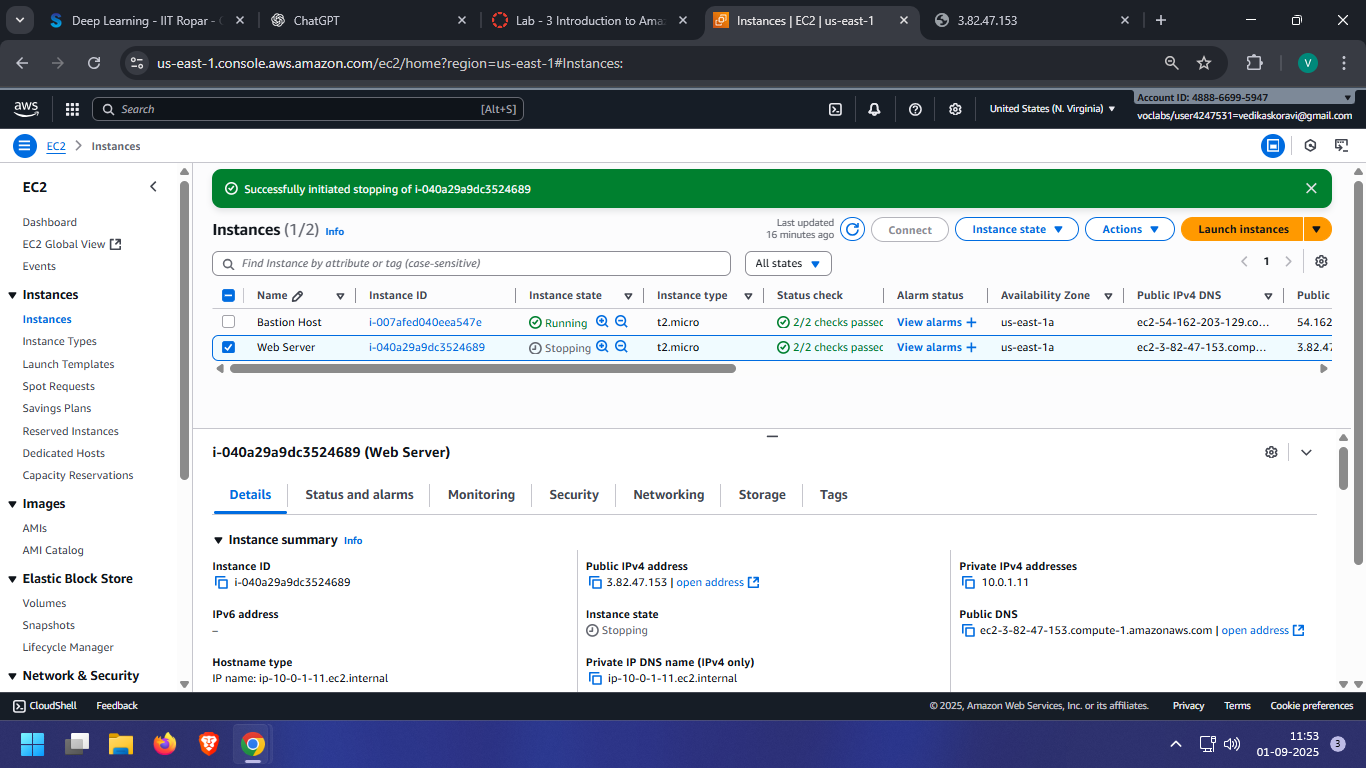 Deep Learning - IIT Ropar - 
ChatGPT
Lab - 3 Introduction to Ama
Instances | EC2 | us-east-1
3.82.47.153
us-east-1.console.aws.amazon.com/ec2/home?region=us-east-1#Instances:
V
aws
Search
[Alt+S]
United States (N. Virginia)
Account ID: 4888-6699-5947
voclabs/user4247531=vedikaskoravi@gmail.com
EC2
Instances
EC2
Dashboard
EC2 Global View
Events
Instances
Instances
Instance Types
Launch Templates
Spot Requests
Savings Plans
Reserved Instances
Dedicated Hosts
Capacity Reservations
Images
AMIs
AMI Catalog
Elastic Block Store
Volumes
Snapshots
Lifecycle Manager
Network & Security
Successfully initiated stopping of i-040a29a9dc3524689
Instances (1/2) Info
Last updated
16 minutes ago
Connect
Instance state
Actions
Launch instances
Find Instance by attribute or tag (case-sensitive)
All states
1
Name Instance ID Instance state Instance type Status check Alarm status Availability Zone Public IPv4 DNS Public
Bastion Host i-007afed040eea547e Running t2.micro 2/2 checks passec View alarms + us-east-1a ec2-54-162-203-129.co... 54.162
Web Server i-040a29a9dc3524689 Stopping t2.micro 2/2 checks passec View alarms + us-east-1a ec2-3-82-47-153.comp... 3.82.47
i-040a29a9dc3524689 (Web Server)
Details
Status and alarms
Monitoring
Security
Networking
Storage
Tags
Instance summary Info
Instance ID
i-040a29a9dc3524689
IPv6 address
–
Hostname type
IP name: ip-10-0-1-11.ec2.internal
Public IPv4 address
3.82.47.153 | open address
Instance state
Stopping
Private IP DNS name (IPv4 only)
ip-10-0-1-11.ec2.internal
Private IPv4 addresses
10.0.1.11
Public DNS
ec2-3-82-47-153.compute-1.amazonaws.com | open address
CloudShell
Feedback
© 2025, Amazon Web Services, Inc. or its affiliates.
Privacy
Terms
Cookie preferences
11:53
01-09-2025
3